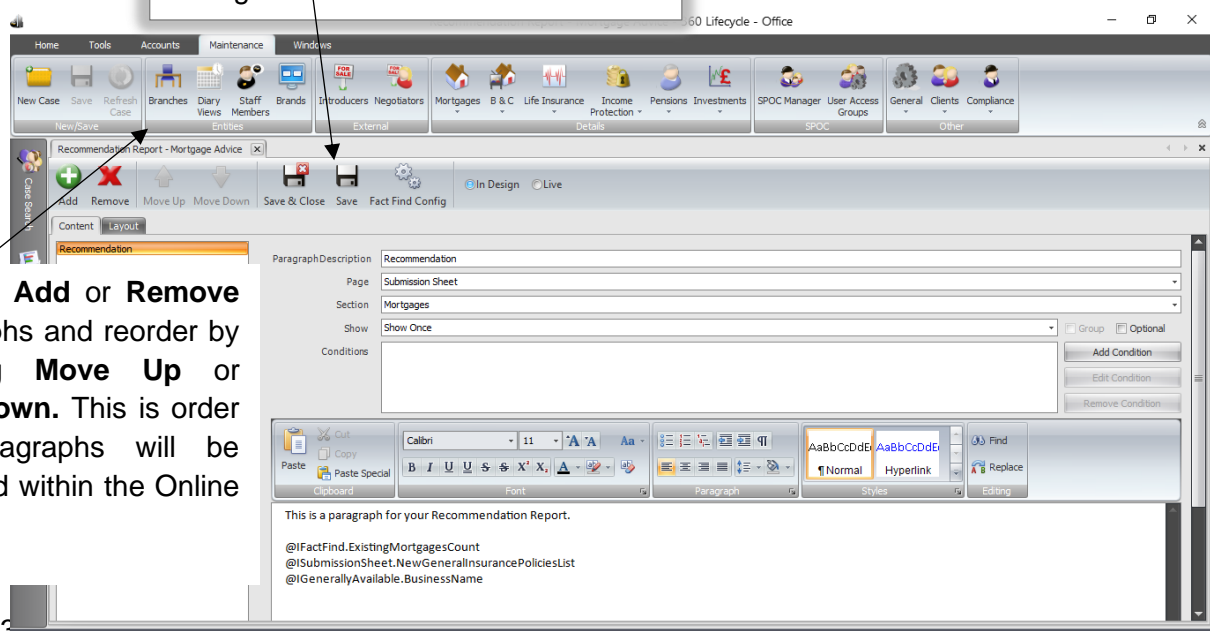 60 Lifecycle - Office
Home Tools Accounts Maintenance Windows
New Case Save Refresh Case Branches Diary Views Staff Members Brands Introducers Negotiators Mortgages B & C Life Insurance Income Protection Pensions Investments SPOC Manager User Access Groups General Clients Compliance
New/Save Entities External Details SPOC Other
Recommendation Report - Mortgage Advice
Case Search
Add Remove Move Up Move Down Save & Close Save Fact Find Config In Design Live
Content Layout
Recommendation
ParagraphDescription Recommendation
Page Submission Sheet
Section Mortgages
Show Show Once Group Optional
Conditions Add Condition
Edit Condition
Remove Condition
Add or Remove
hs and reorder by
Move Up or
own. This is order
agraphs will be
d within the Online
Paste Cut Copy Paste Special
Calibri 11
AaBbCcDdE AaBbCcDdE
Normal Hyperlink
Find
Replace
Clipboard Font Paragraph Styles Editing
This is a paragraph for your Recommendation Report.
@IFactFind.ExistingMortgagesCount
@ISubmissionSheet.NewGeneralInsurancePoliciesList
@IGenerallyAvailable.BusinessName